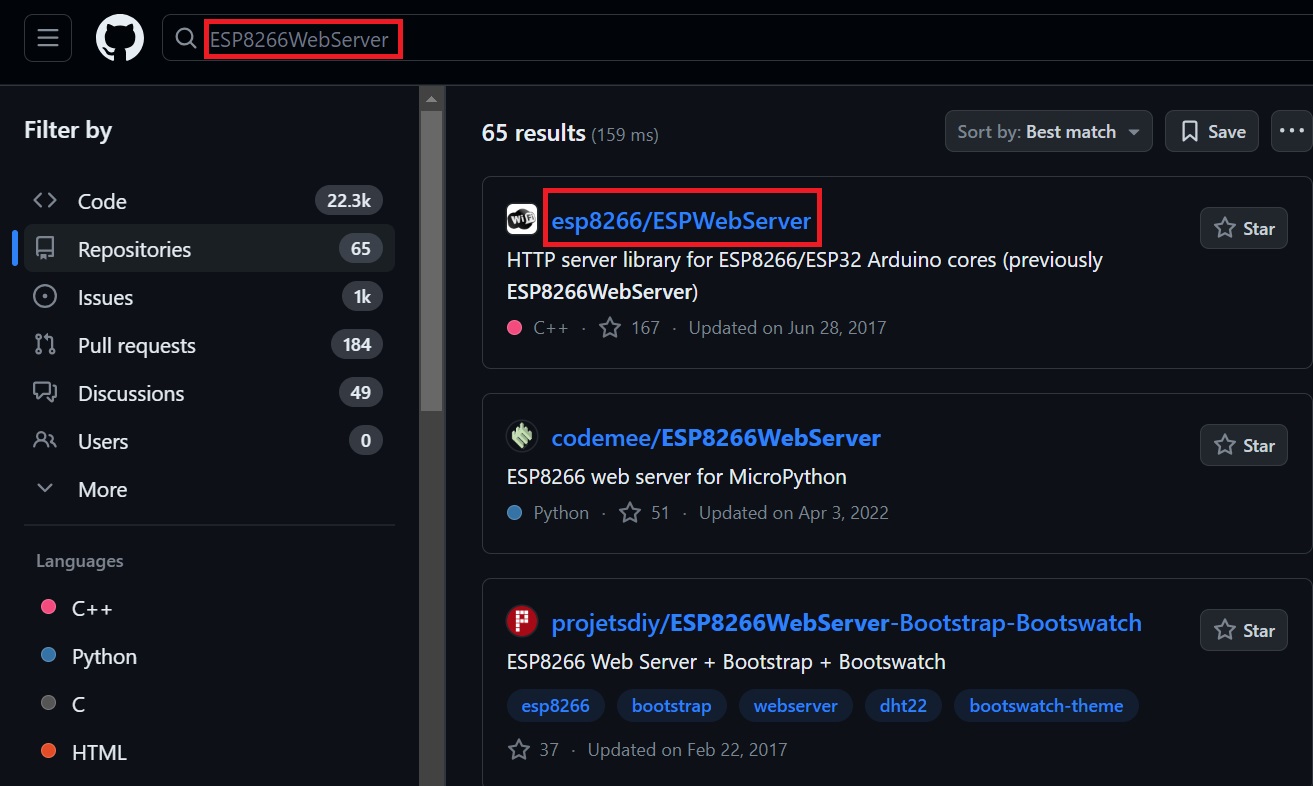 ESP8266WebServer
Filter by
Code 22.3k
Repositories 65
Issues 1k
Pull requests 184
Discussions 49
Users 0
More
Languages
C++
Python
C
HTML
65 results (159 ms)
Sort by: Best match
Save
WiFi
esp8266/ESPWebServer
Star
HTTP server library for ESP8266/ESP32 Arduino cores (previously
ESP8266WebServer)
C++ · 167 · Updated on Jun 28, 2017
codemee/ESP8266WebServer
Star
ESP8266 web server for MicroPython
Python · 51 · Updated on Apr 3, 2022
projetsdiy/ESP8266WebServer-Bootstrap-Bootswatch
Star
ESP8266 Web Server + Bootstrap + Bootswatch
esp8266 bootstrap webserver dht22 bootswatch-theme
37 · Updated on Feb 22, 2017